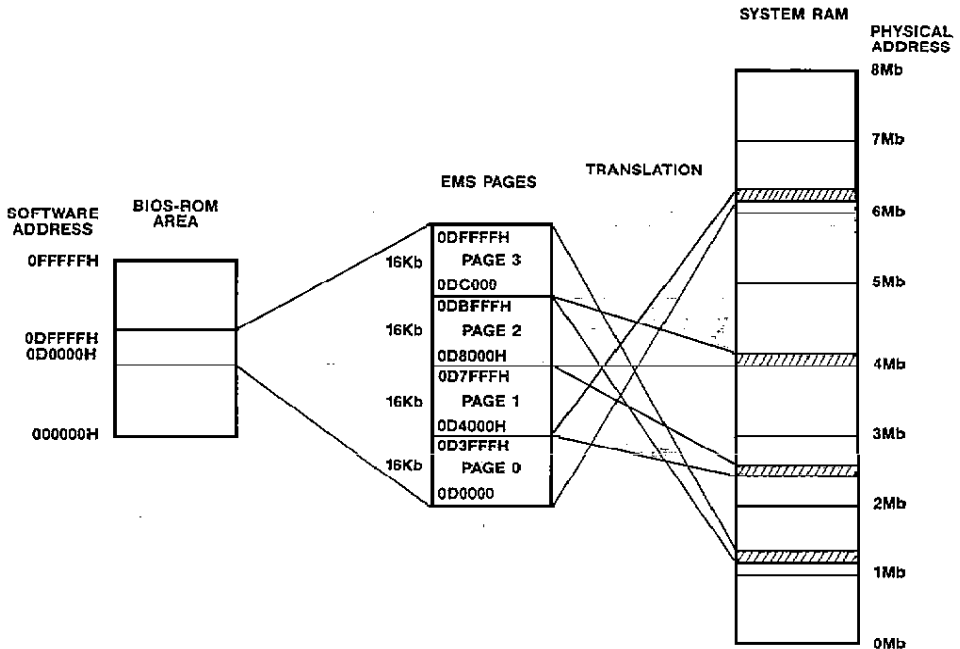 SYSTEM RAM
PHYSICAL
ADDRESS
8Mb
7Mb
6Mb
5Mb
4Mb
3Mb
2Mb
1Mb
0Mb
TRANSLATION
EMS PAGES
0DFFFFH
16Kb PAGE 3
0DC000
0DBFFFH
16Kb PAGE 2
0D8000H
0D7FFFH
16Kb PAGE 1
0D4000H
0D3FFFH
16Kb PAGE 0
0D0000
BIOS-ROM
AREA
SOFTWARE
ADDRESS
0FFFFFH
0DFFFFH
0D0000H
000000H